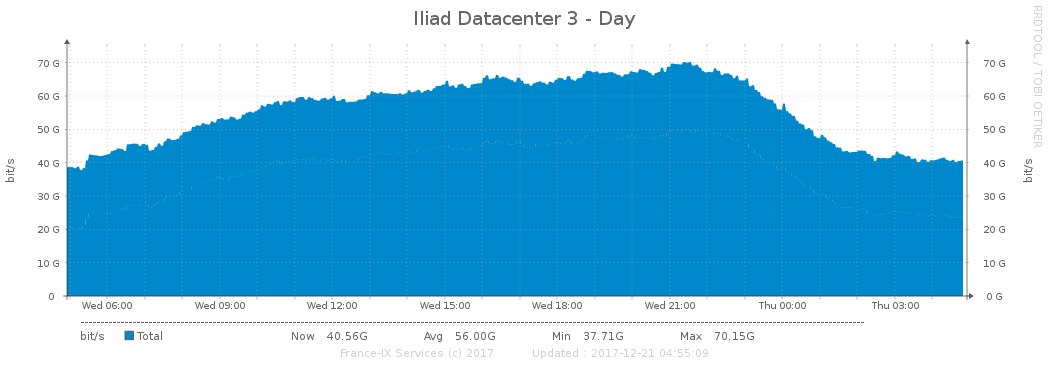 Iliad Datacenter 3 - Day
RRDTOOL / TOBI OETIKER
bit/s
bit/s
70 G 70 G
60 G 60 G
50 G 50 G
40 G 40 G
30 G 30 G
20 G 20 G
10 G 10 G
0 0 G
Wed 06:00 Wed 09:00 Wed 12:00 Wed 15:00 Wed 18:00 Wed 21:00 Thu 00:00 Thu 03:00
bit/s Total Now 40.56G Avg 56.00G Min 37.71G Max 70.15G
France-IX Services (c) 2017 Updated : 2017-12-21 04:55:09